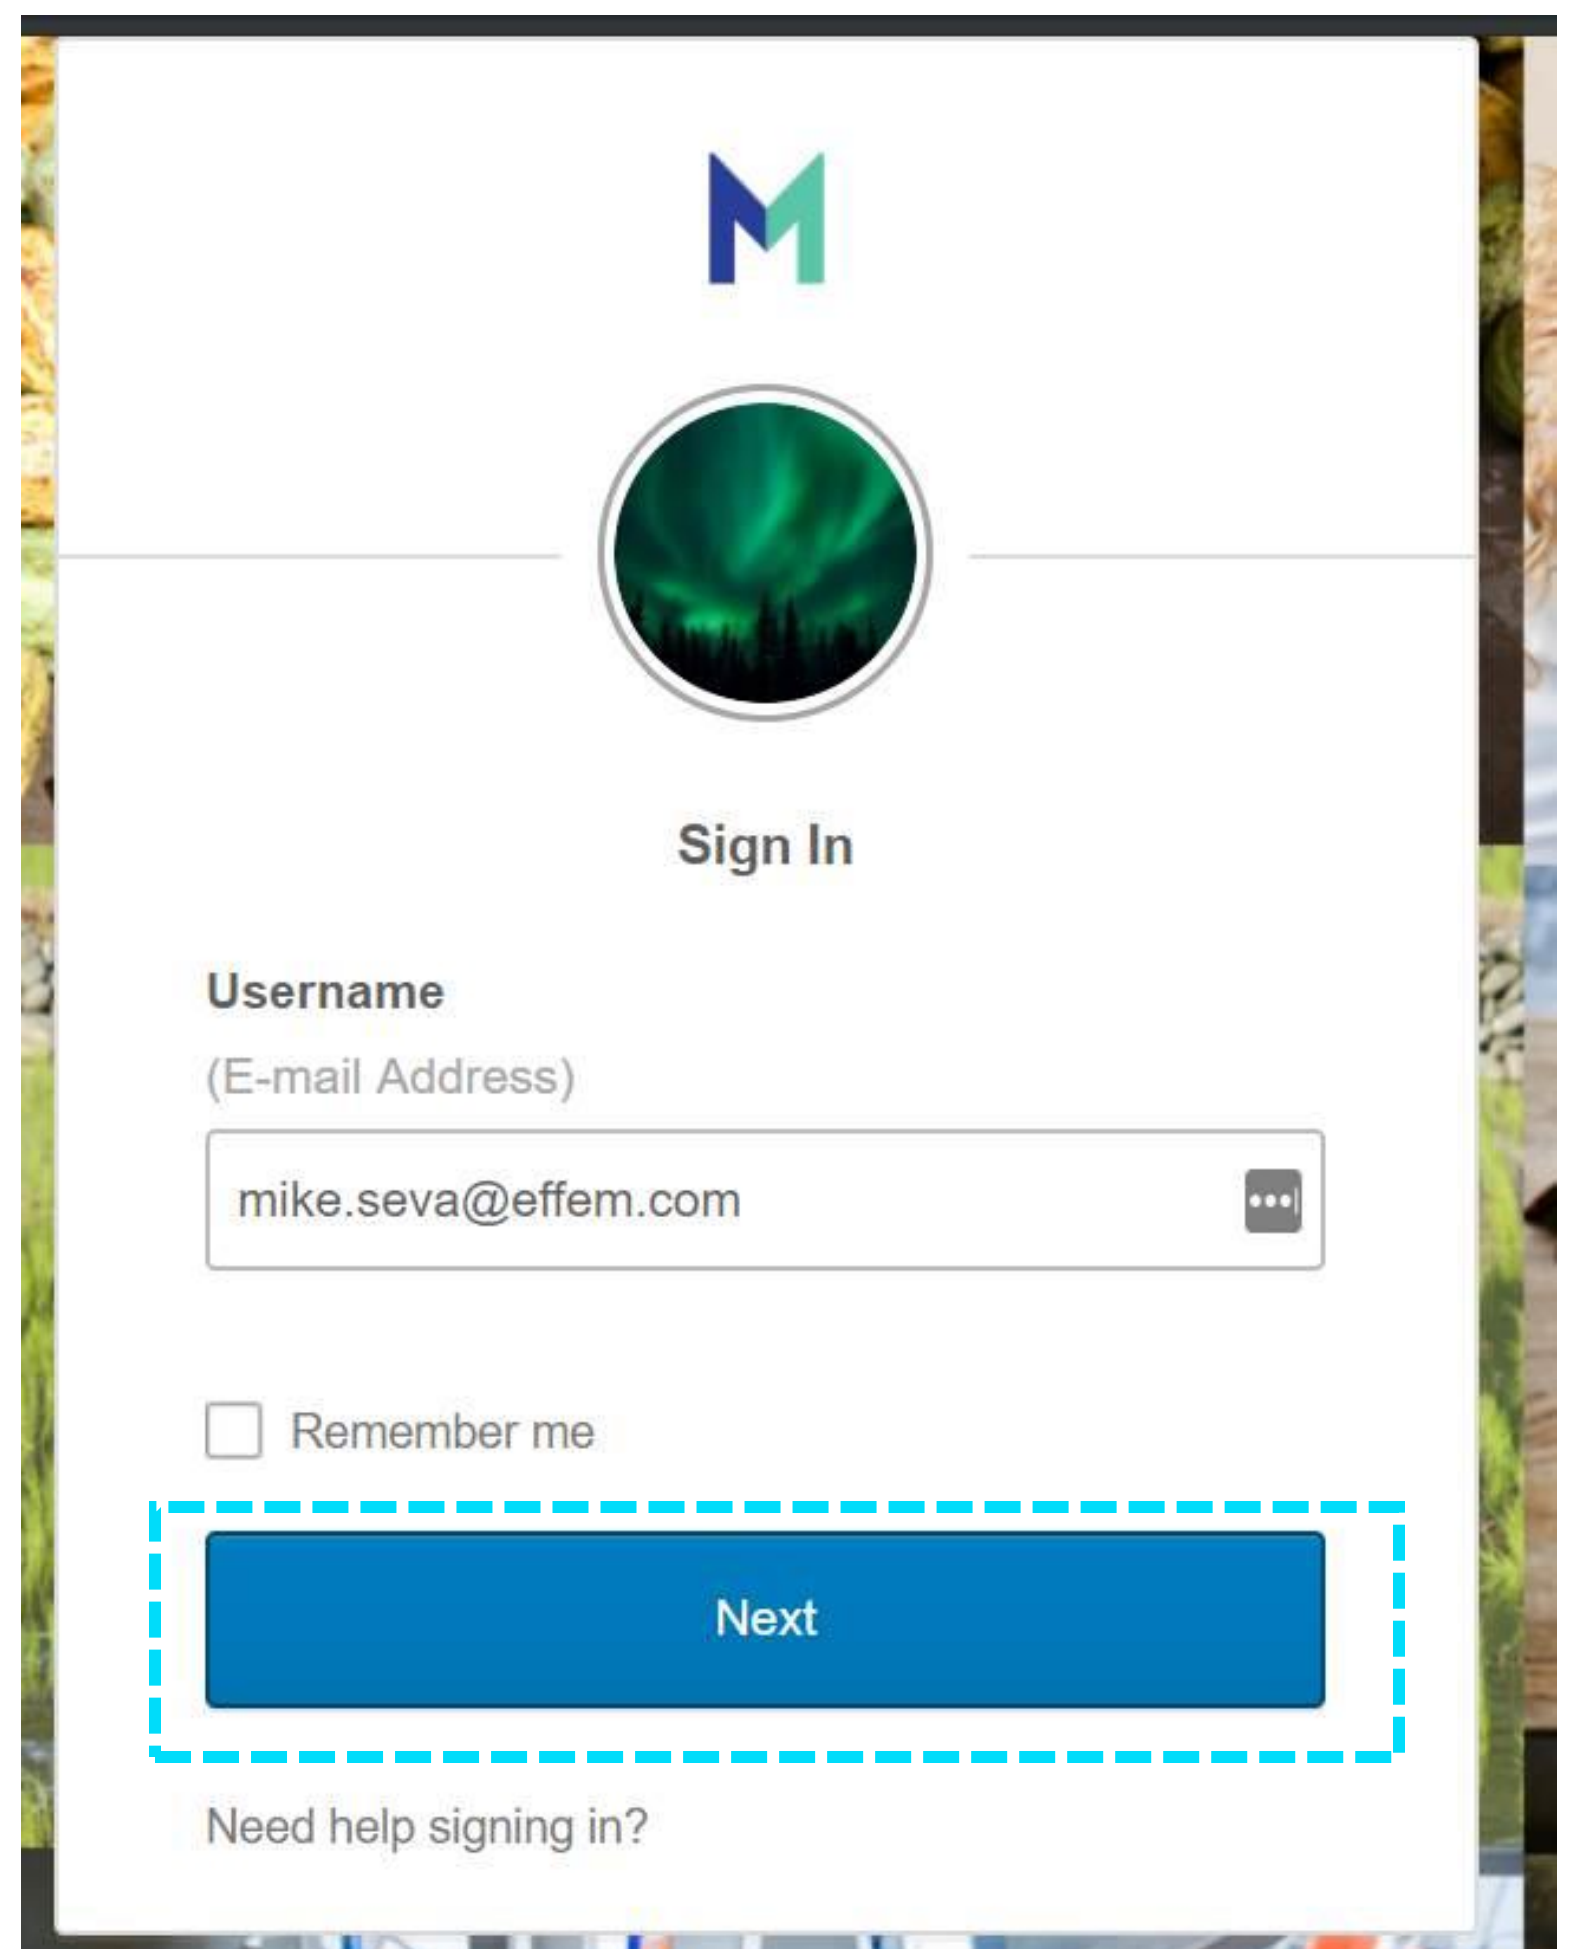 M
Sign In
Username
(E-mail Address)
mike.seva@effem.com
Remember me
Next
Need help signing in?